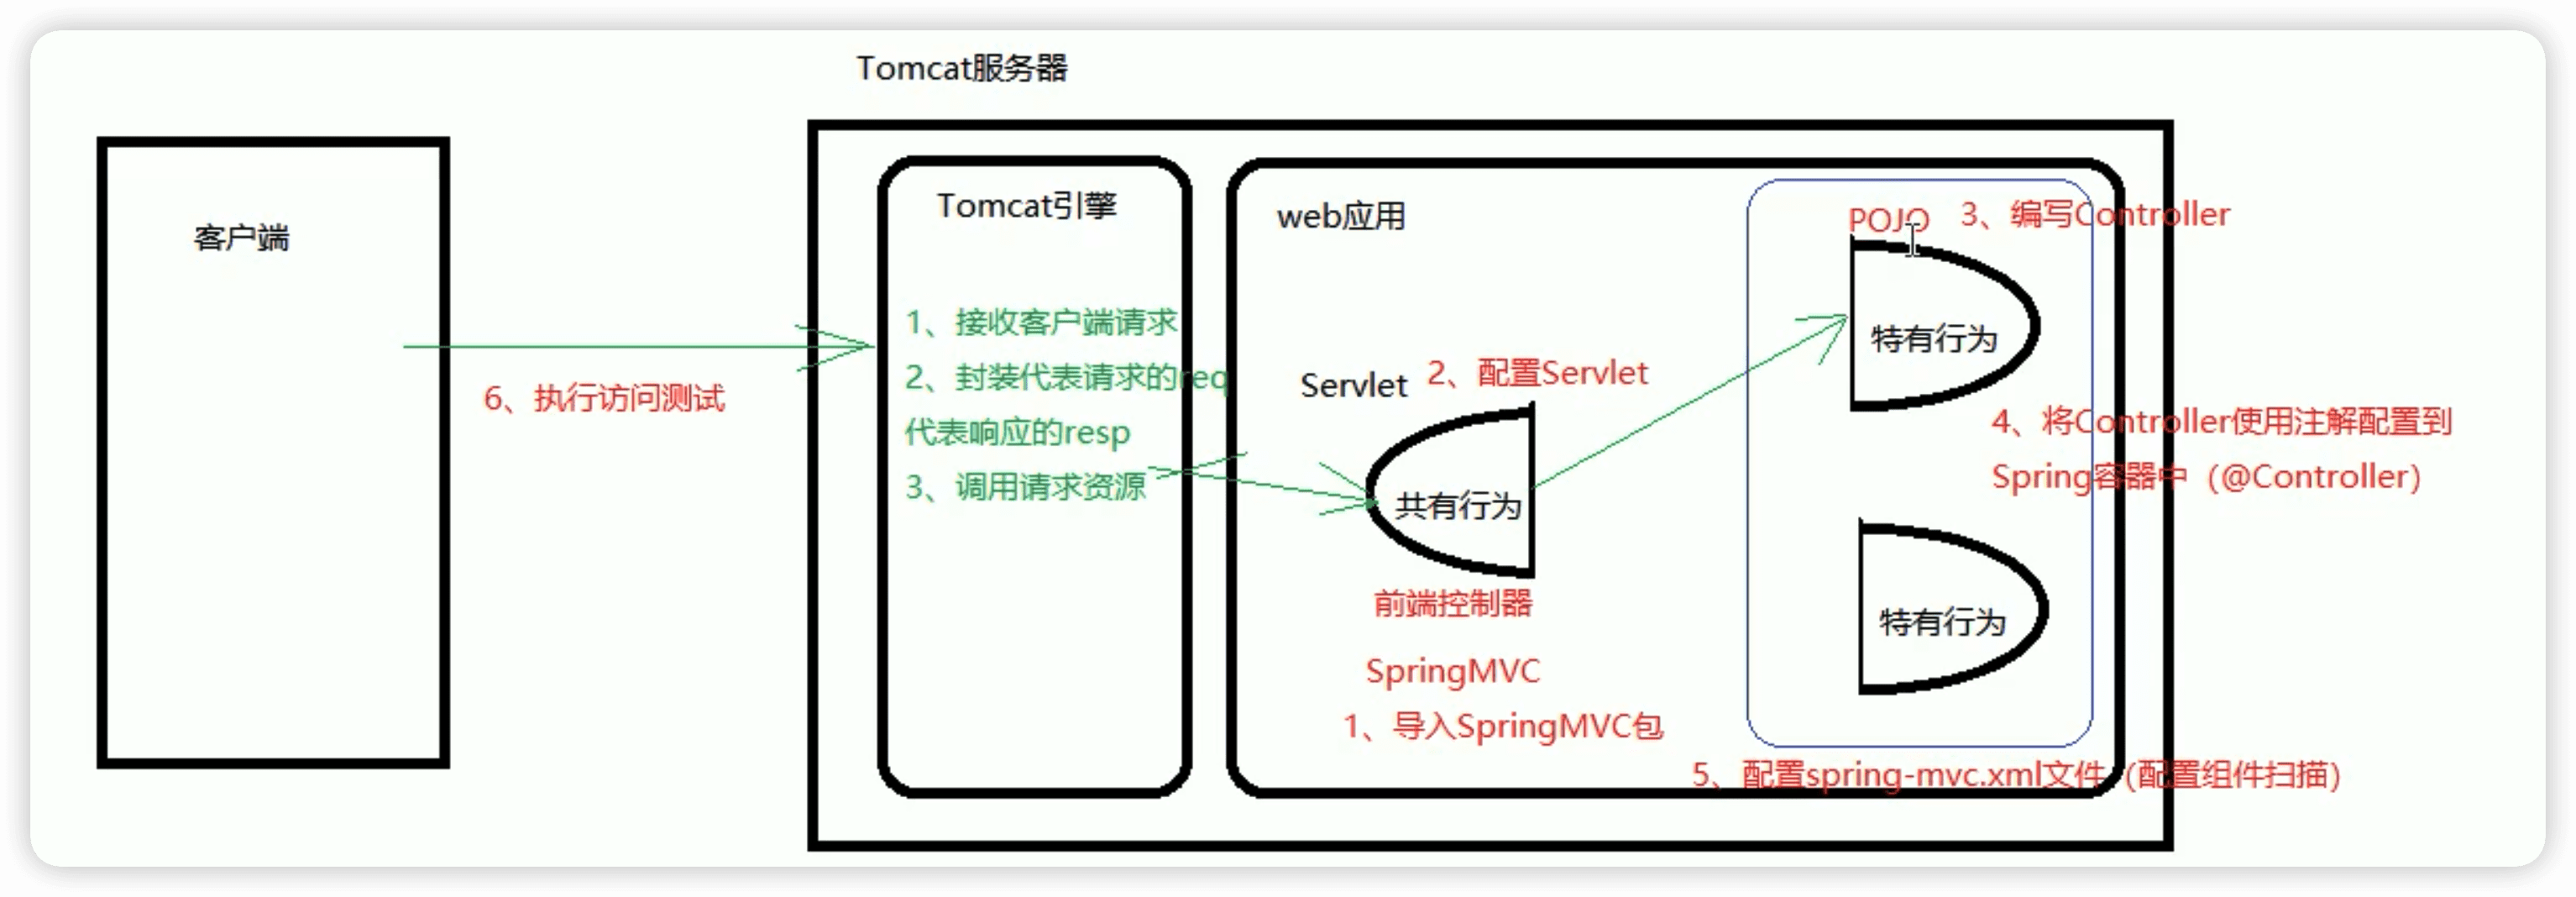 Tomcat服务器
客户端
6、执行访问测试
Tomcat引擎
1、接收客户端请求
2、封装代表请求的req
代表响应的resp
3、调用请求资源
web应用
Servlet
2、配置Servlet
共有行为
前端控制器
SpringMVC
1、导入SpringMVC包
POJO
3、编写Controller
特有行为
4、将Controller使用注解配置到
Spring容器中（@Controller）
特有行为
5、配置spring-mvc.xml文件（配置组件扫描）